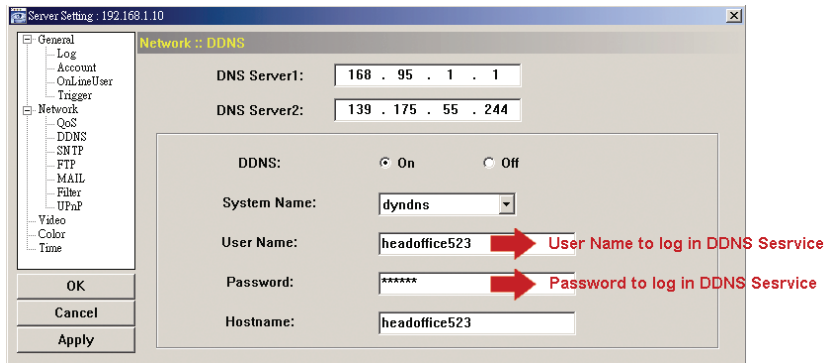 Server Setting : 192.168.1.10
General
Log
Account
OnLineUser
Trigger
Network
QoS
DDNS
SNTP
FTP
MAIL
Filter
UPnP
Video
Color
Time
OK
Cancel
Apply
Network :: DDNS
DNS Server1: 168 . 95 . 1 . 1
DNS Server2: 139 . 175 . 55 . 244
DDNS: On Off
System Name: dyndns
User Name: headoffice523 User Name to log in DDNS Sesrvice
Password: ****** Password to log in DDNS Sesrvice
Hostname: headoffice523